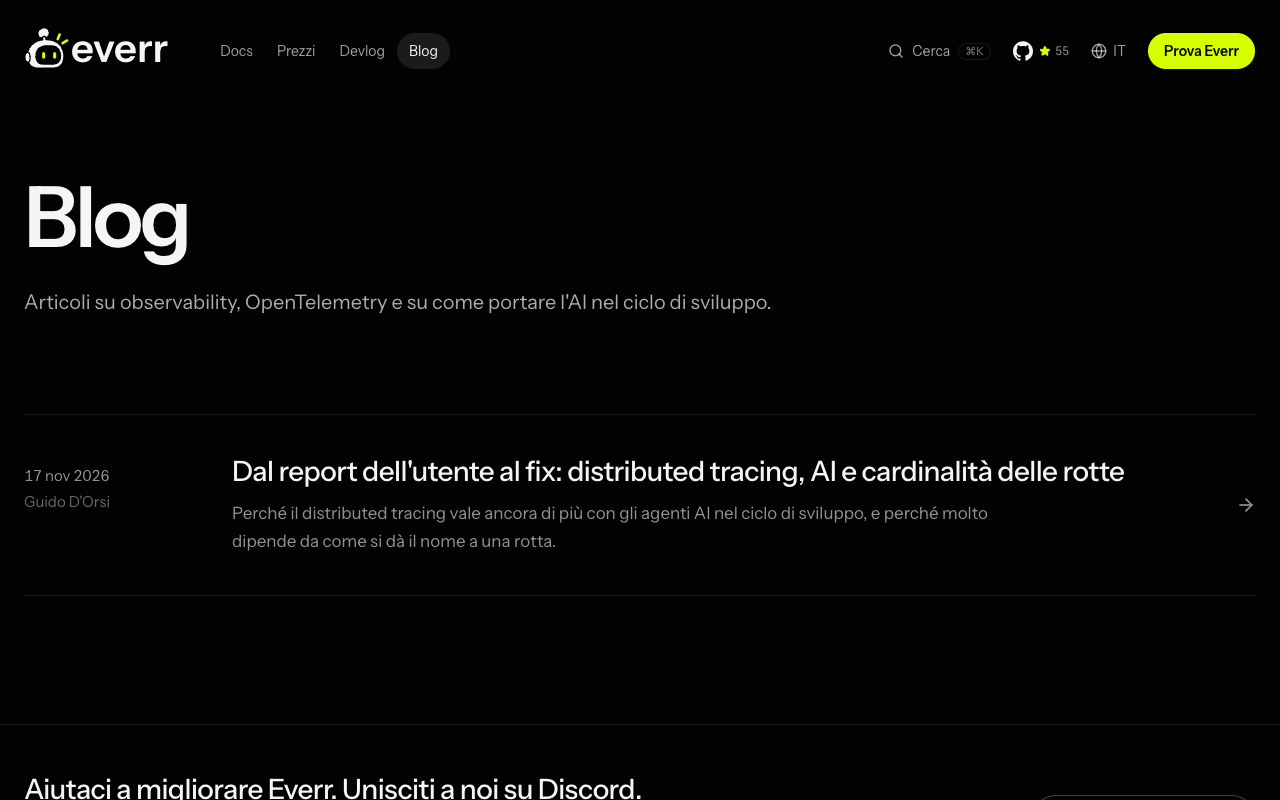 everr
Docs
Prezzi
Devlog
Blog
Cerca
⌘K
55
IT
Prova Everr
Blog
Articoli su observability, OpenTelemetry e su come portare l'AI nel ciclo di sviluppo.
17 nov 2026
Guido D'Orsi
Dal report dell'utente al fix: distributed tracing, AI e cardinalità delle rotte
Perché il distributed tracing vale ancora di più con gli agenti AI nel ciclo di sviluppo, e perché molto
dipende da come si dà il nome a una rotta.
Aiutaci a migliorare Everr. Unisciti a noi su Discord.